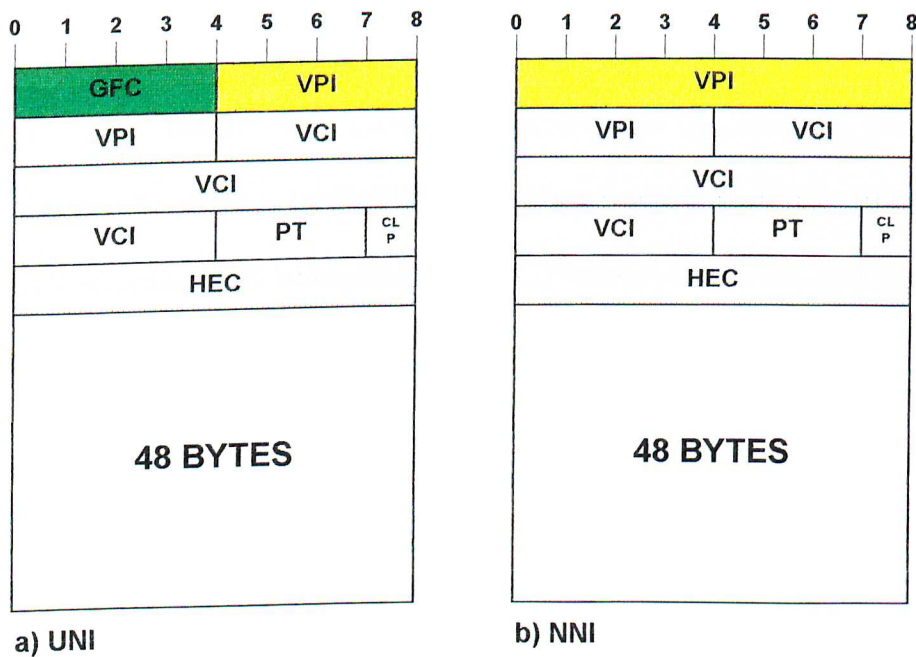 0 1 2 3 4 5 6 7 8
GFC VPI
VPI VCI
VCI
VCI PT CL
P
HEC
48 BYTES
a) UNI
0 1 2 3 4 5 6 7 8
VPI
VPI VCI
VCI
VCI PT CL
P
HEC
48 BYTES
b) NNI